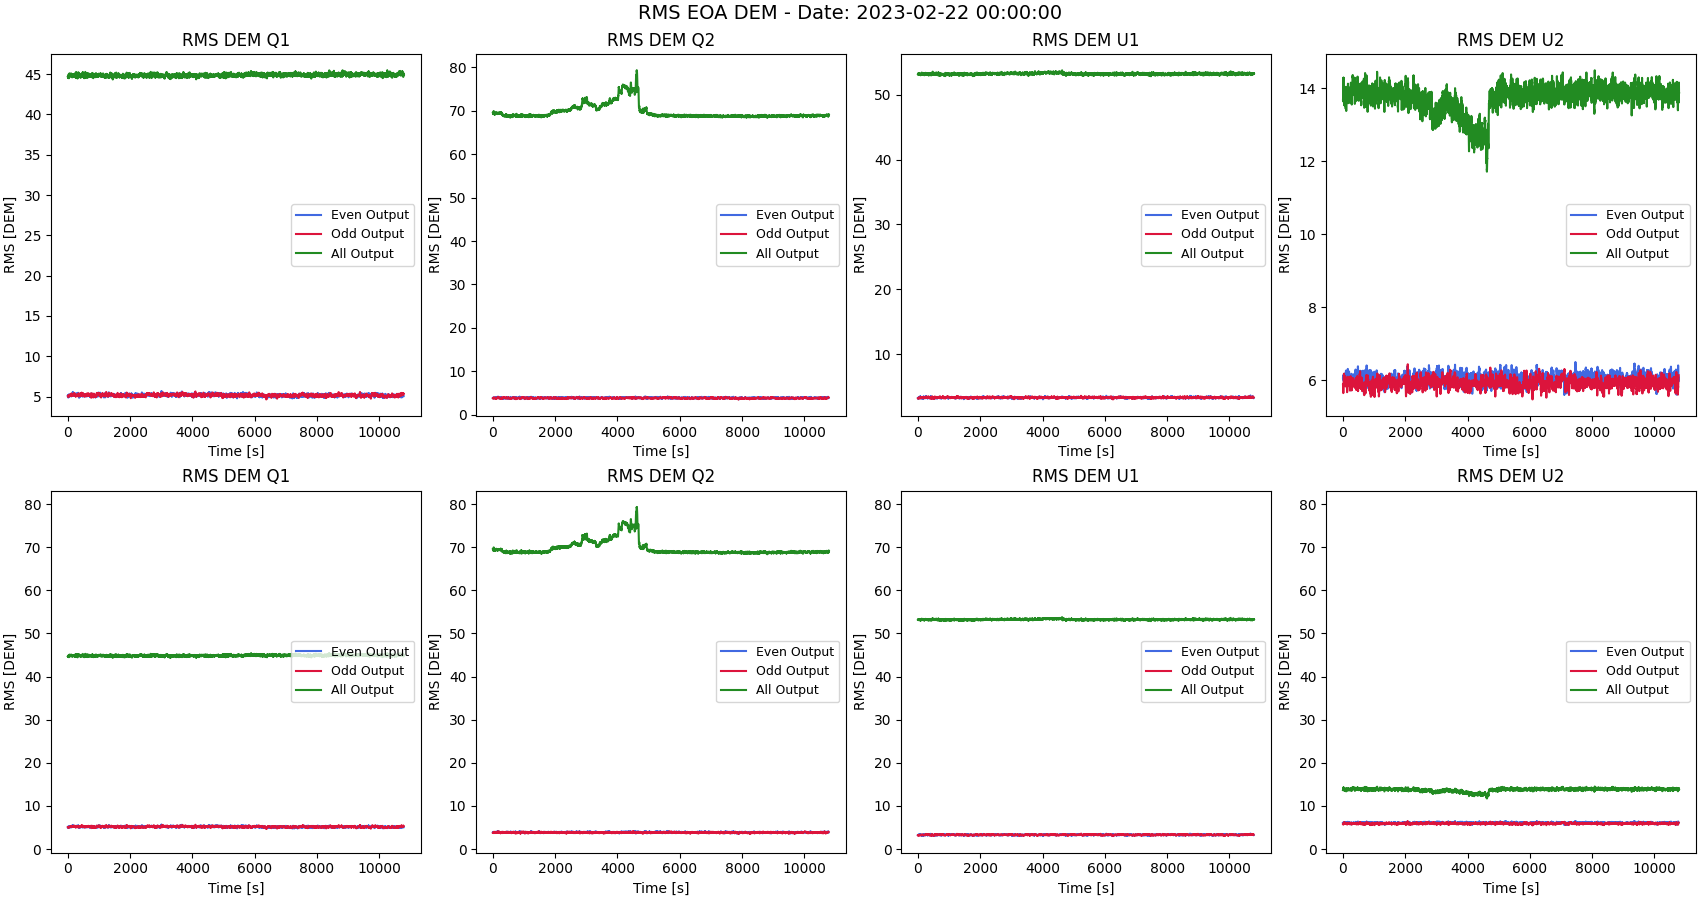 RMS EOA DEM - Date: 2023-02-22 00:00:00
RMS DEM Q1
RMS [DEM]
45
40
35
30
25
20
15
10
5
Even Output
Odd Output
All Output
0 2000 4000 6000 8000 10000
Time [s]
RMS DEM Q2
RMS [DEM]
80
70
60
50
40
30
20
10
0
Even Output
Odd Output
All Output
0 2000 4000 6000 8000 10000
Time [s]
RMS DEM U1
RMS [DEM]
50
40
30
20
10
Even Output
Odd Output
All Output
0 2000 4000 6000 8000 10000
Time [s]
RMS DEM U2
RMS [DEM]
14
12
10
8
6
Even Output
Odd Output
All Output
0 2000 4000 6000 8000 10000
Time [s]
RMS DEM Q1
RMS [DEM]
80
70
60
50
40
30
20
10
0
Even Output
Odd Output
All Output
0 2000 4000 6000 8000 10000
Time [s]
RMS DEM Q2
RMS [DEM]
80
70
60
50
40
30
20
10
0
Even Output
Odd Output
All Output
0 2000 4000 6000 8000 10000
Time [s]
RMS DEM U1
RMS [DEM]
80
70
60
50
40
30
20
10
0
Even Output
Odd Output
All Output
0 2000 4000 6000 8000 10000
Time [s]
RMS DEM U2
RMS [DEM]
80
70
60
50
40
30
20
10
0
Even Output
Odd Output
All Output
0 2000 4000 6000 8000 10000
Time [s]